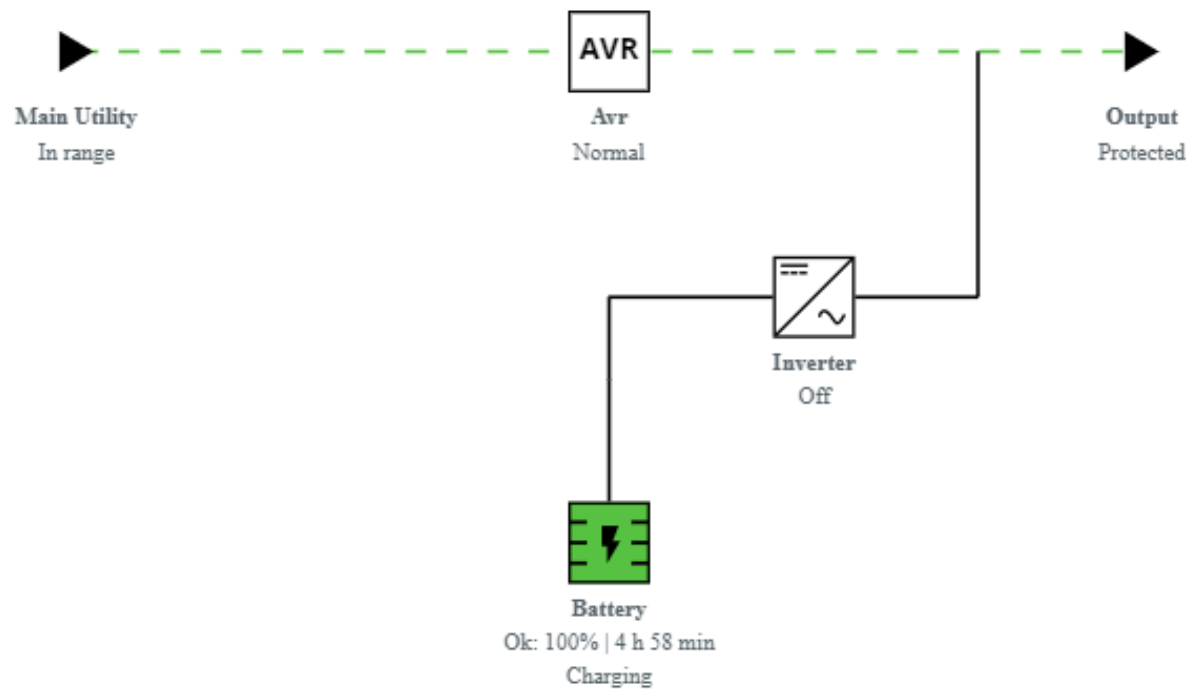 AVR
Main Utility
In range
Avr
Normal
Output
Protected
Inverter
Off
Battery
Ok: 100% | 4 h 58 min
Charging